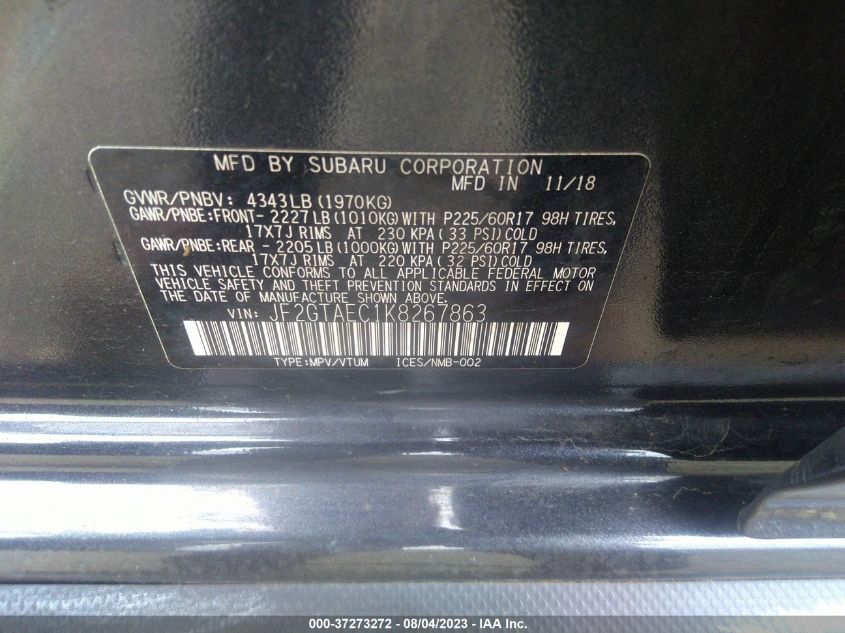 MFD BY SUBARU CORPORATION
MFD IN 11/18
GVWR/PNBV: 4343LB (1970KG)
GAWR/PNBE:FRONT- 2227LB(1010KG)WITH P225/60R17 98H TIRES,
17X7J RIMS AT 230 KPA(33 PSI)COLD
GAWR/PNBE:REAR - 2205LB(1000KG)WITH P225/60R17 98H TIRES,
17X7J RIMS AT 220 KPA(32 PSI)COLD
THIS VEHICLE CONFORMS TO ALL APPLICABLE FEDERAL MOTOR
VEHICLE SAFETY AND THEFT PREVENTION STANDARDS IN EFFECT ON
THE DATE OF MANUFACTURE SHOWN ABOVE.
VIN: JF2GTAEC1K8267863
TYPE:MPV/VTUM ICES/NMB-002
000-37273272 - 08/04/2023 - IAA Inc.